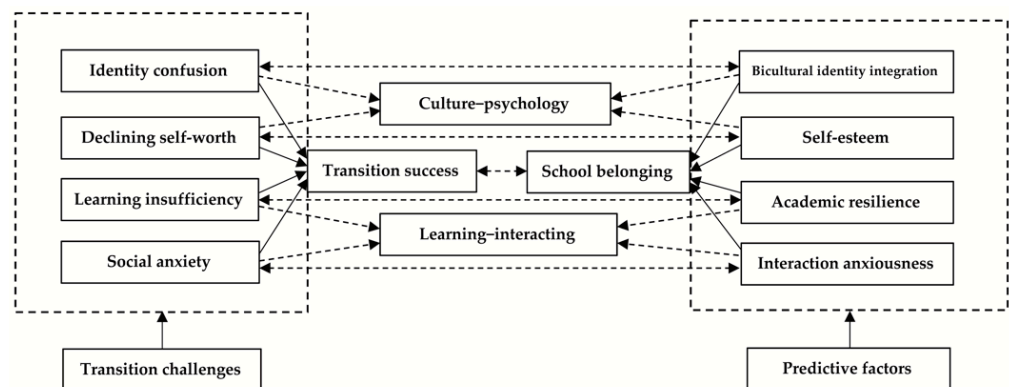 Identity confusion
Bicultural identity integration
Culture–psychology
Declining self-worth
Self-esteem
Transition success
School belonging
Learning insufficiency
Academic resilience
Learning–interacting
Social anxiety
Interaction anxiousness
Transition challenges
Predictive factors